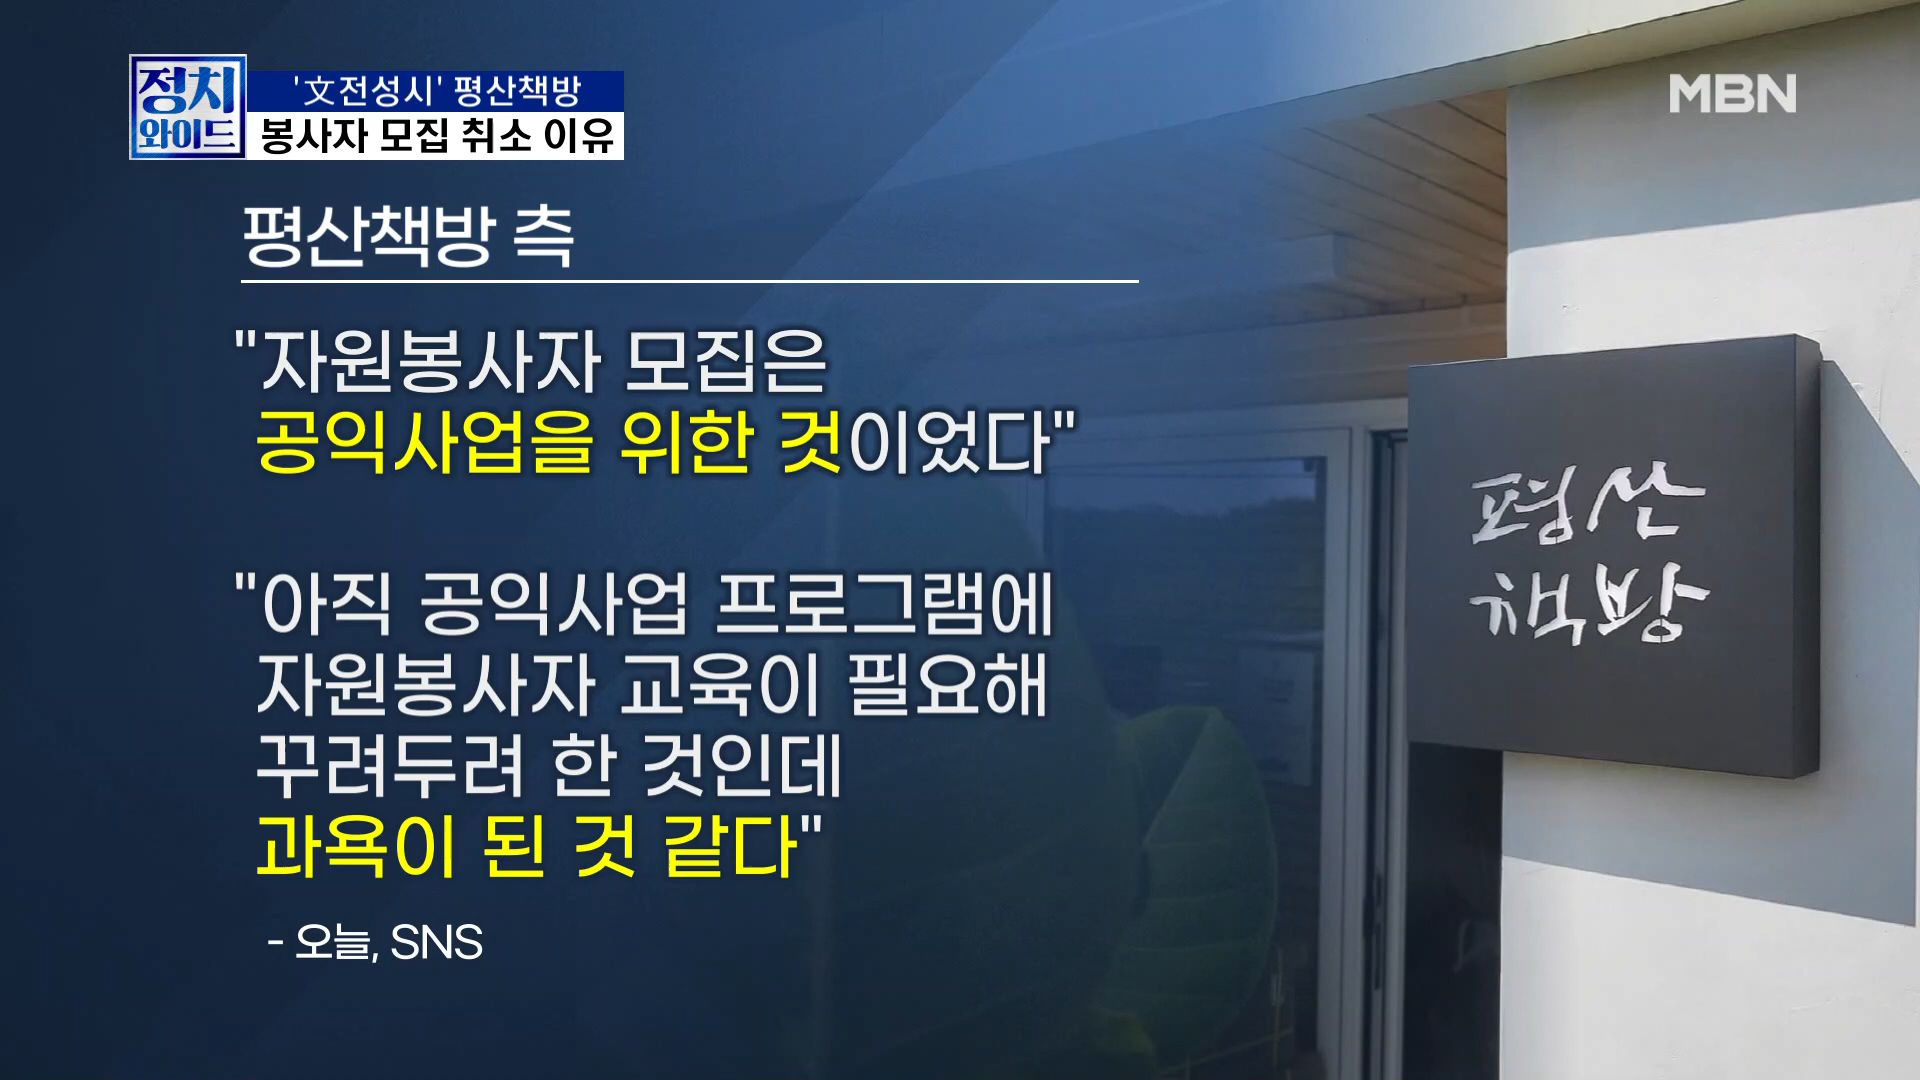 정치
와이드
'文전성시' 평산책방
봉사자 모집 취소 이유
MBN
평산책방 측
"자원봉사자 모집은
공익사업을 위한 것이었다"
"아직 공익사업 프로그램에
자원봉사자 교육이 필요해
꾸려두려 한 것인데
과욕이 된 것 같다"
- 오늘, SNS
평산
책방